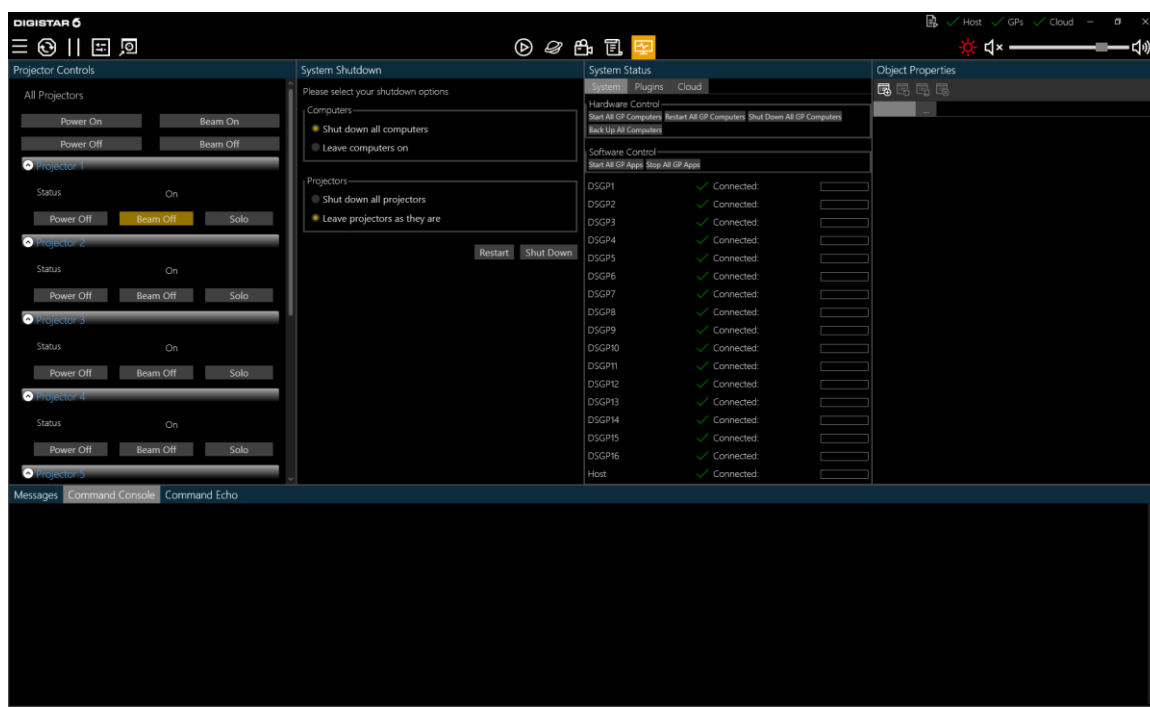 DIGISTAR 6
Host GPs Cloud
Projector Controls
All Projectors
Power On Beam On
Power Off Beam Off
Projector 1
Status On
Power Off Beam Off Solo
Projector 2
Status On
Power Off Beam Off Solo
Projector 3
Status On
Power Off Beam Off Solo
Projector 4
Status On
Power Off Beam Off Solo
Projector 5
System Shutdown
Please select your shutdown options
Computers
Shut down all computers
Leave computers on
Projectors
Shut down all projectors
Leave projectors as they are
Restart Shut Down
System Status
System Plugins Cloud
Hardware Control
Start All GP Computers Restart All GP Computers Shut Down All GP Computers
Back Up All Computers
Software Control
Start All GP Apps Stop All GP Apps
DSGP1 Connected:
DSGP2 Connected:
DSGP3 Connected:
DSGP4 Connected:
DSGP5 Connected:
DSGP6 Connected:
DSGP7 Connected:
DSGP8 Connected:
DSGP9 Connected:
DSGP10 Connected:
DSGP11 Connected:
DSGP12 Connected:
DSGP13 Connected:
DSGP14 Connected:
DSGP15 Connected:
DSGP16 Connected:
Host Connected:
Object Properties
...
Messages Command Console Command Echo